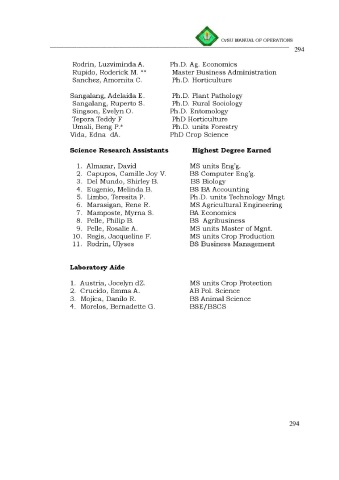 CvSU MANUAL OF OPERATIONS
294
Rodrin, Luzviminda A. Ph.D. Ag. Economics
Rupido, Roderick M. ** Master Business Administration
Sanchez, Amornita C. Ph.D. Horticulture
Sangalang, Adelaida E. Ph.D. Plant Pathology
Sangalang, Ruperto S. Ph.D. Rural Sociology
Singson, Evelyn O. Ph.D. Entomology
Tepora Teddy F PhD Horticulture
Umali, Beng P.* Ph.D. units Forestry
Vida, Edna dA. PhD Crop Science
Science Research Assistants Highest Degree Earned
1. Almazar, David MS units Eng'g.
2. Capupos, Camille Joy V. BS Computer Eng'g.
3. Del Mundo, Shirley B. BS Biology
4. Eugenio, Melinda B. BS BA Accounting
5. Limbo, Teresita P. Ph.D. units Technology Mngt.
6. Marasigan, Rene R. MS Agricultural Engineering
7. Mamposte, Myrna S. BA Economics
8. Pelle, Philip B. BS Agribusiness
9. Pelle, Rosalie A. MS units Master of Mgnt.
10. Regis, Jacqueline F. MS units Crop Production
11. Rodrin, Ulyses BS Business Management
Laboratory Aide
1. Austria, Jocelyn dZ. MS units Crop Protection
2. Crucido, Emma A. AB Pol. Science
3. Mojica, Danilo R. BS Animal Science
4. Morelos, Bernadette G. BSE/BSCS
294